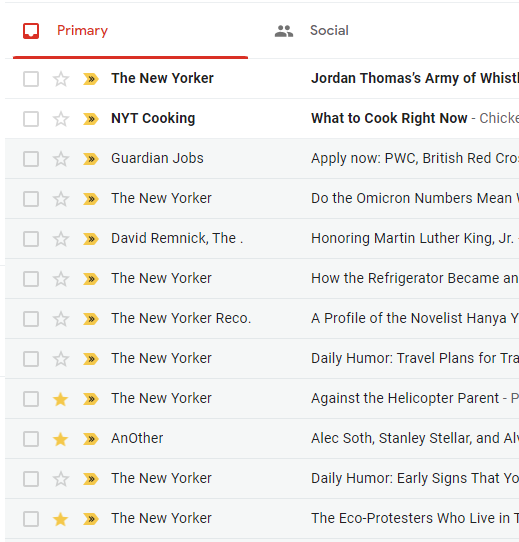 Primary Social
The New Yorker Jordan Thomas's Army of Whistl
NYT Cooking What to Cook Right Now - Chicke
Guardian Jobs Apply now: PWC, British Red Cros
The New Yorker Do the Omicron Numbers Mean W
David Remnick, The . Honoring Martin Luther King, Jr. -
The New Yorker How the Refrigerator Became an
The New Yorker Reco. A Profile of the Novelist Hanya Y
The New Yorker Daily Humor: Travel Plans for Tra
The New Yorker Against the Helicopter Parent - P
AnOther Alec Soth, Stanley Stellar, and Alv
The New Yorker Daily Humor: Early Signs That Yo
The New Yorker The Eco-Protesters Who Live in T